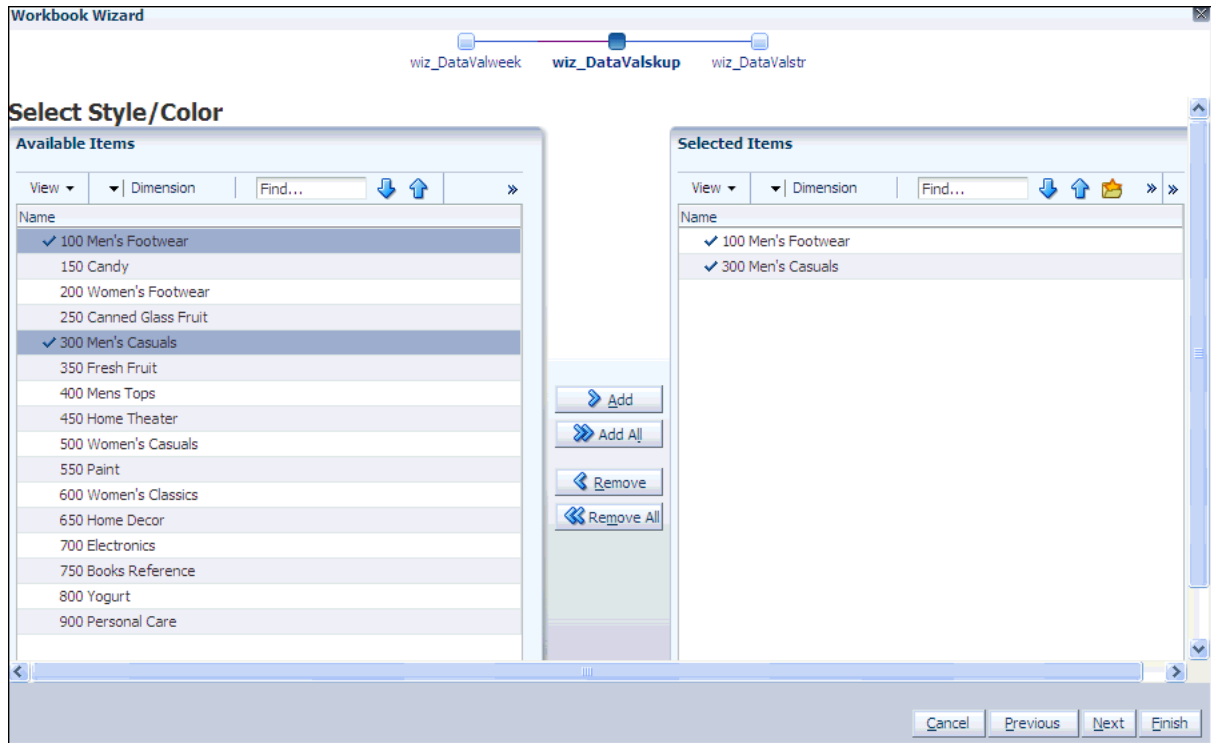 Workbook Wizard
wiz_DataValweek wiz_DataValskup wiz_DataValstr
Select Style/Color
Available Items
View Dimension Find... »
Name
100 Men's Footwear
150 Candy
200 Women's Footwear
250 Canned Glass Fruit
300 Men's Casuals
350 Fresh Fruit
400 Mens Tops
450 Home Theater
500 Women's Casuals
550 Paint
600 Women's Classics
650 Home Decor
700 Electronics
750 Books Reference
800 Yogurt
900 Personal Care
Add
Add All
Remove
Remove All
Selected Items
View Dimension Find... » »
Name
100 Men's Footwear
300 Men's Casuals
Cancel Previous Next Finish